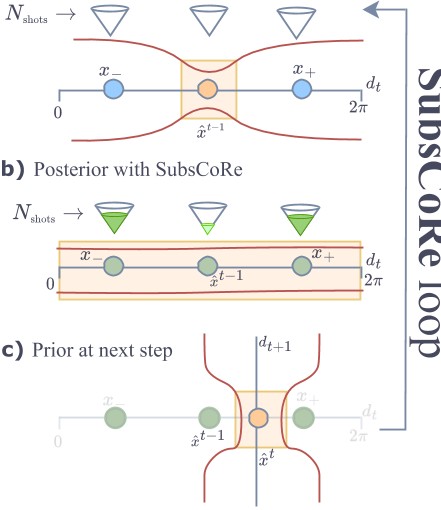 N_shots →
x_- x_+ d_t
0 x̂^{t-1} 2π
b) Posterior with SubsCoRe
N_shots →
x_- x_+ d_t
0 x̂^{t-1} 2π
c) Prior at next step
d_{t+1}
x_- x_+ d_t
0 x̂^{t-1} x̂^t 2π
SubsCoRe loop